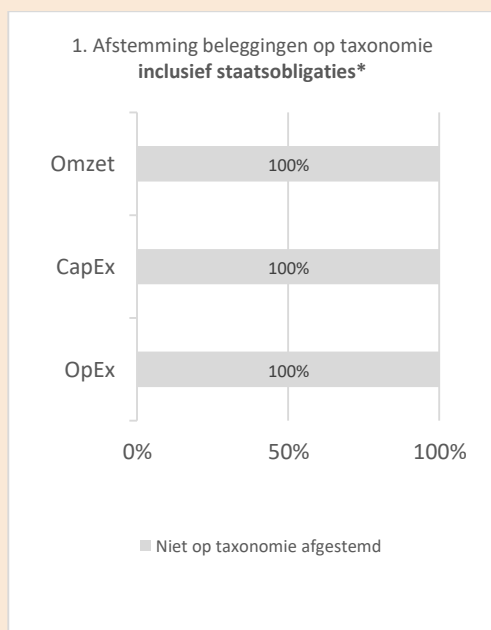 1. Afstemming beleggingen op taxonomie
inclusief staatsobligaties*
Omzet
100%
CapEx
100%
OpEx
100%
0%
50%
100%
Niet op taxonomie afgestemd